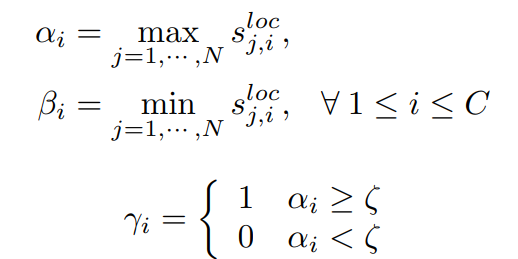 α_i = max_{j=1,⋯,N} s^{loc}_{j,i},
β_i = min_{j=1,⋯,N} s^{loc}_{j,i}, ∀ 1 ≤ i ≤ C
γ_i = { 1 α_i ≥ ζ
0 α_i < ζ